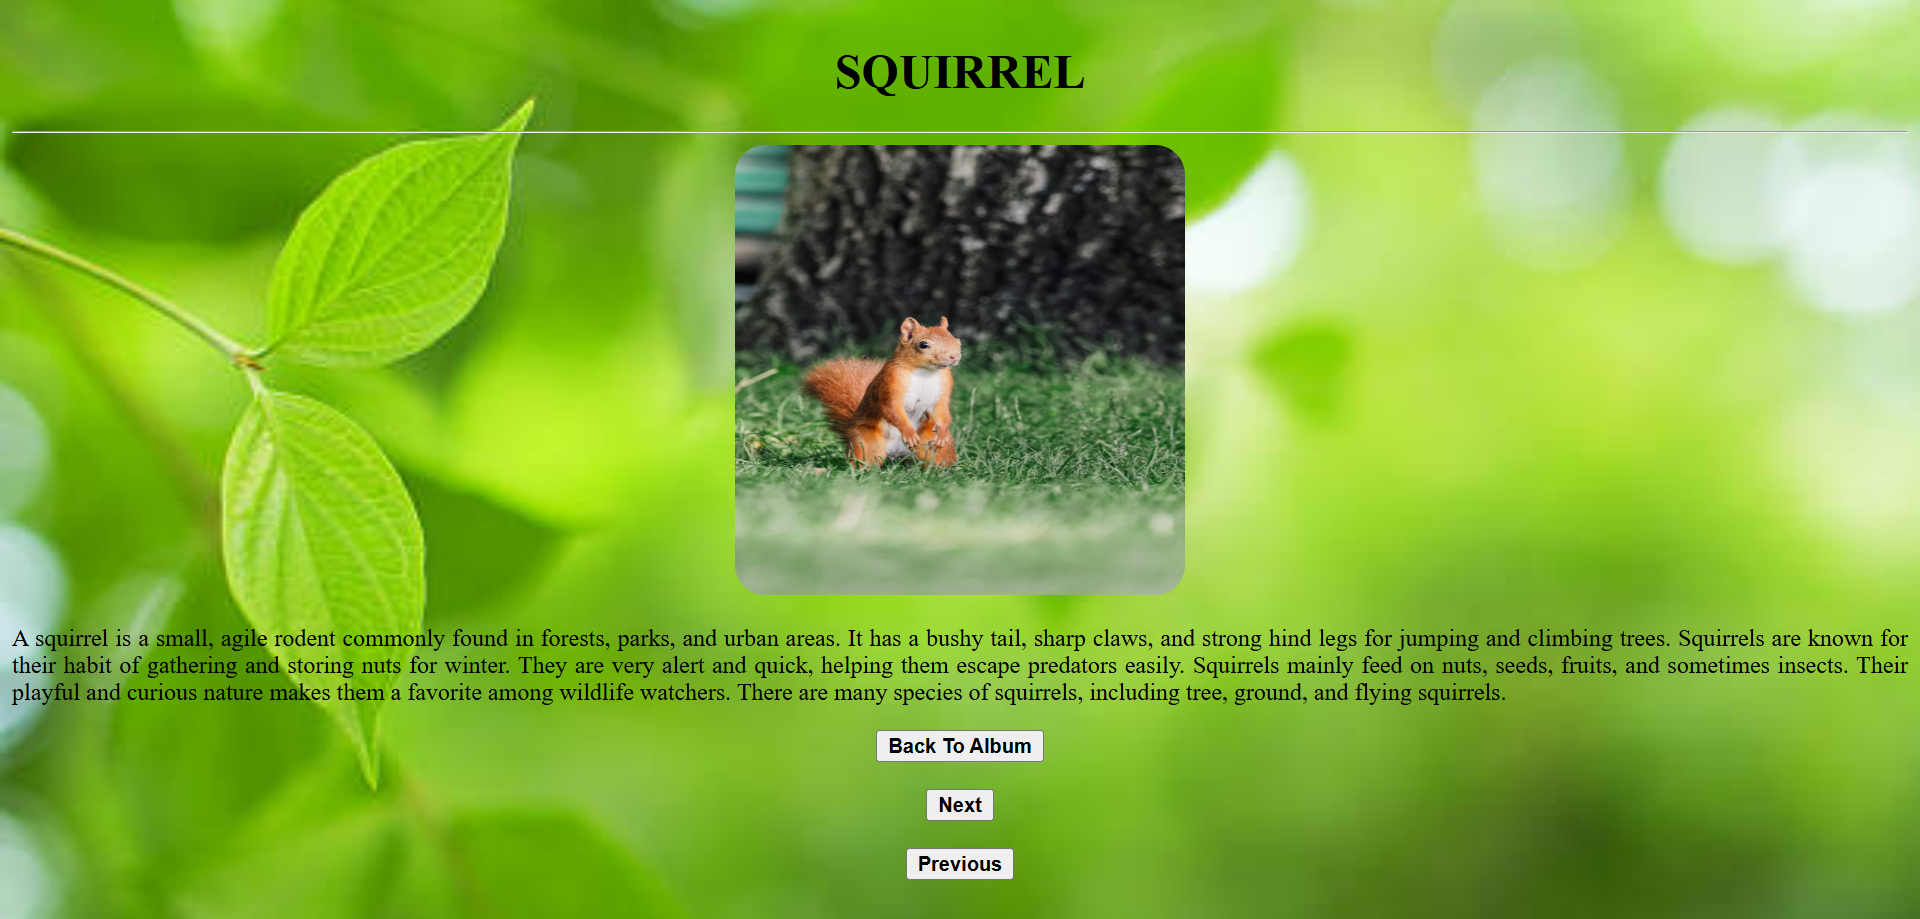 SQUIRREL
A squirrel is a small, agile rodent commonly found in forests, parks, and urban areas. It has a bushy tail, sharp claws, and strong hind legs for jumping and climbing trees. Squirrels are known for
their habit of gathering and storing nuts for winter. They are very alert and quick, helping them escape predators easily. Squirrels mainly feed on nuts, seeds, fruits, and sometimes insects. Their
playful and curious nature makes them a favorite among wildlife watchers. There are many species of squirrels, including tree, ground, and flying squirrels.
Back To Album
Next
Previous